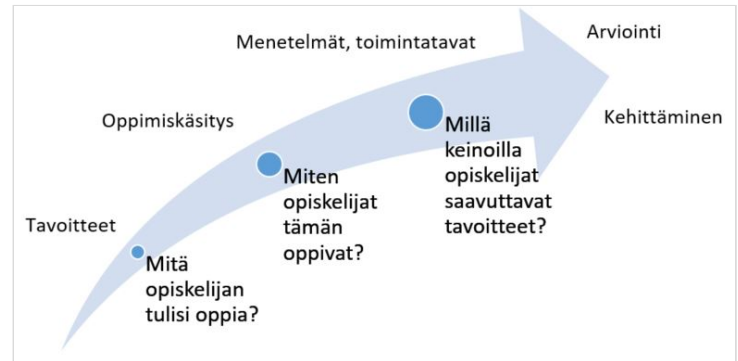 Menetelmät, toimintatavat
Arviointi
Oppimiskäsitys
Kehittäminen
Millä
keinoilla
opiskelijat
saavuttavat
tavoitteet?
Miten
opiskelijat
tämän
oppivat?
Tavoitteet
Mitä
opiskelijan
tulisi oppia?